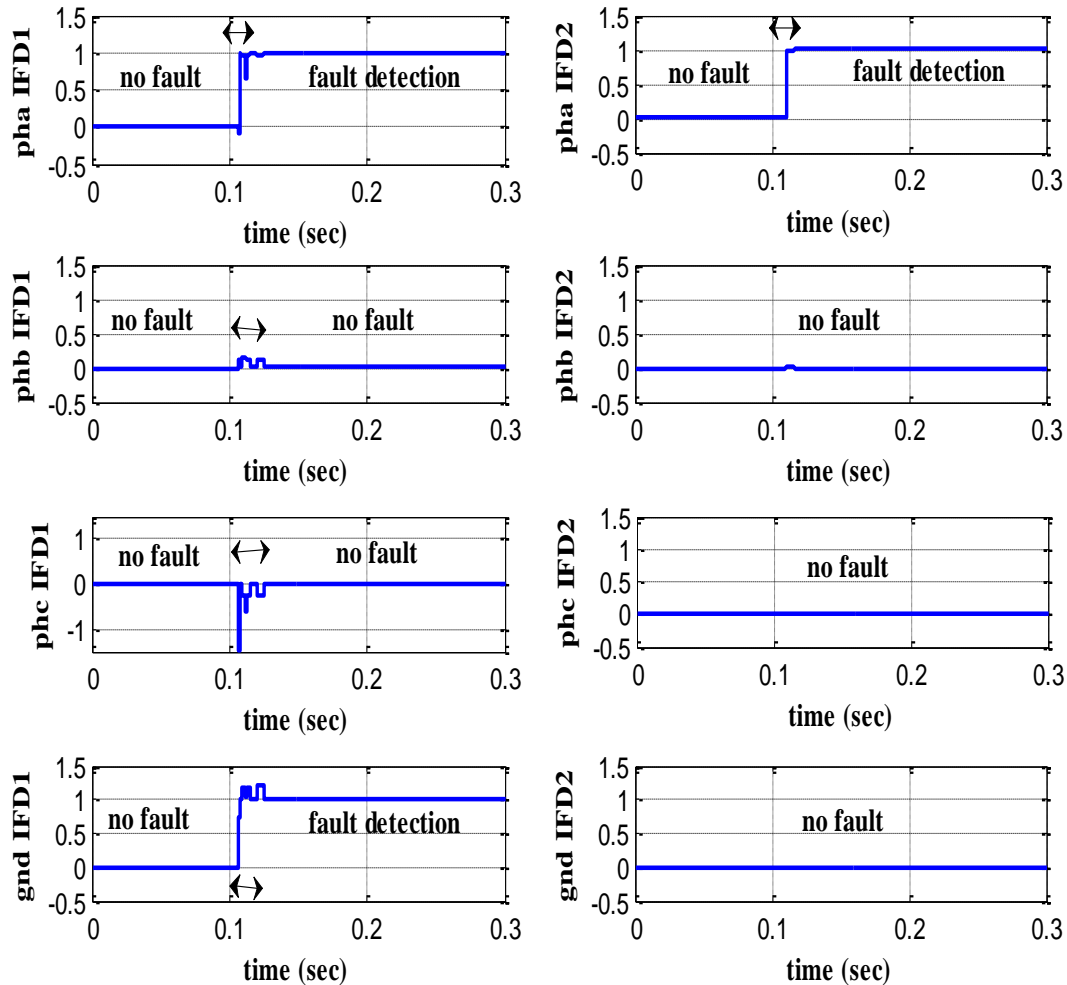 pha IFD1
1.5
1
0.5
0
-0.5
no fault
fault detection
0
0.1
0.2
0.3
time (sec)
pha IFD2
1.5
1
0.5
0
-0.5
no fault
fault detection
0
0.1
0.2
0.3
time (sec)
phb IFD1
1.5
1
0.5
0
-0.5
no fault
no fault
0
0.1
0.2
0.3
time (sec)
phb IFD2
1.5
1
0.5
0
-0.5
no fault
0
0.1
0.2
0.3
time (sec)
phc IFD1
1
0
-1
no fault
no fault
0
0.1
0.2
0.3
time (sec)
phc IFD2
1.5
1
0.5
0
-0.5
no fault
0
0.1
0.2
0.3
time (sec)
gnd IFD1
1.5
1
0.5
0
-0.5
no fault
fault detection
0
0.1
0.2
0.3
time (sec)
gnd IFD2
1.5
1
0.5
0
-0.5
no fault
0
0.1
0.2
0.3
time (sec)